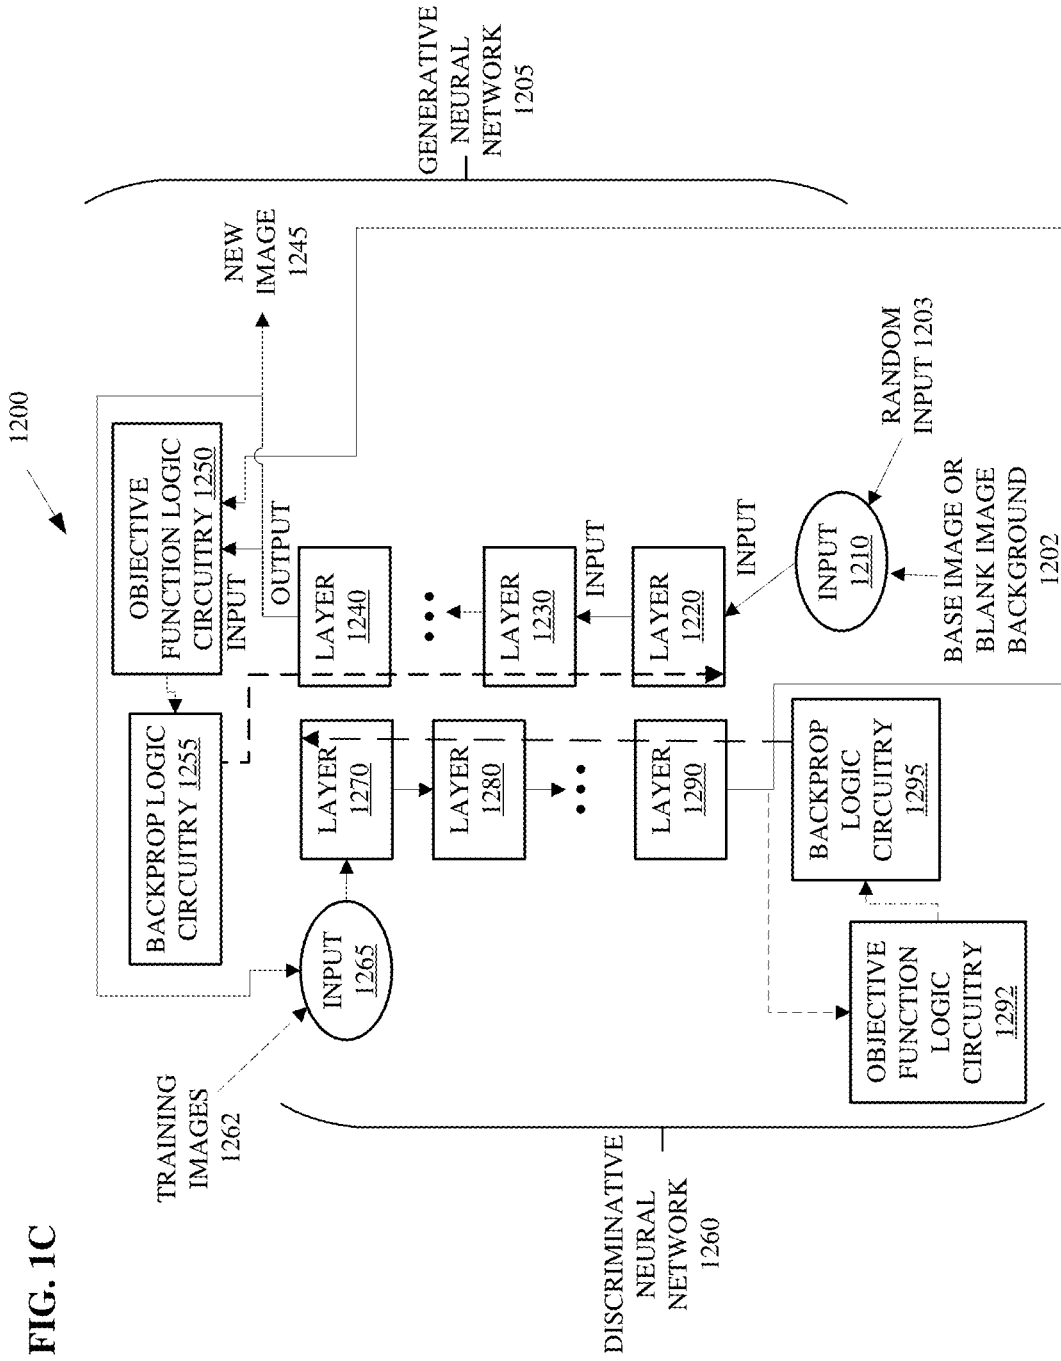 FIG. 1C
1200
TRAINING
IMAGES
1262
INPUT
1265
DISCRIMINATIVE
NEURAL
NETWORK
1260
BACKPROP LOGIC
CIRCUITRY 1255
OBJECTIVE
FUNCTION LOGIC
CIRCUITRY 1250
INPUT
OUTPUT
NEW
IMAGE
1245
GENERATIVE
NEURAL
NETWORK
1205
LAYER
1270
LAYER
1280
LAYER
1290
LAYER
1240
LAYER
1230
INPUT
LAYER
1220
INPUT
INPUT
1210
RANDOM
INPUT 1203
BASE IMAGE OR
BLANK IMAGE
BACKGROUND
1202
BACKPROP
LOGIC
CIRCUITRY
1295
OBJECTIVE
FUNCTION
LOGIC
CIRCUITRY
1292